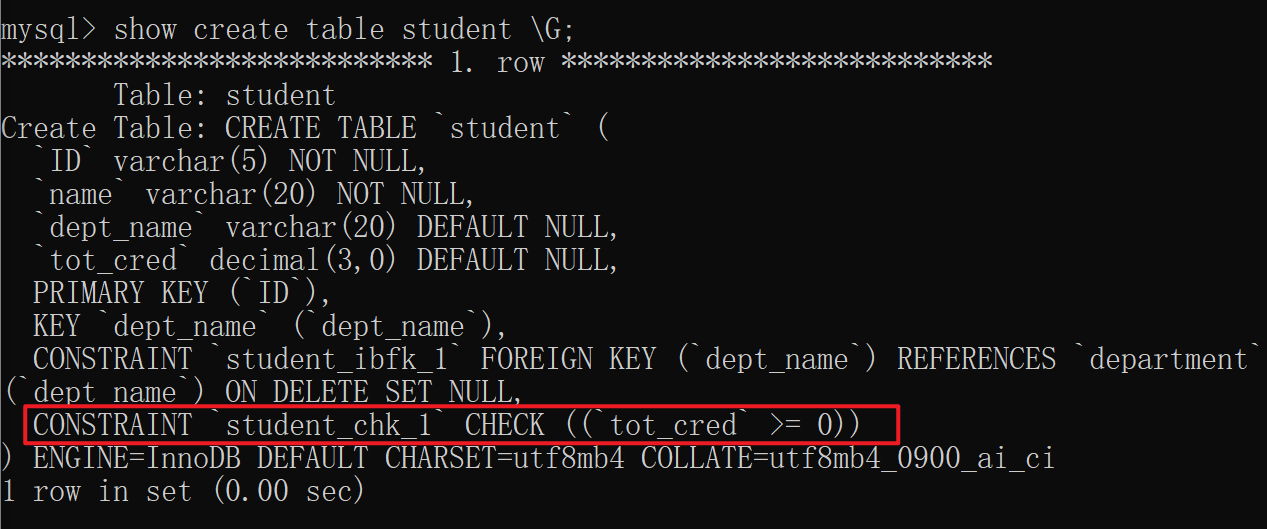 mysql> show create table student \G;
*************************** 1. row ***************************
       Table: student
Create Table: CREATE TABLE `student` (
  `ID` varchar(5) NOT NULL,
  `name` varchar(20) NOT NULL,
  `dept_name` varchar(20) DEFAULT NULL,
  `tot_cred` decimal(3,0) DEFAULT NULL,
  PRIMARY KEY (`ID`),
  KEY `dept_name` (`dept_name`),
  CONSTRAINT `student_ibfk_1` FOREIGN KEY (`dept_name`) REFERENCES `department`
(`dept_name`) ON DELETE SET NULL,
  CONSTRAINT `student_chk_1` CHECK ((`tot_cred` >= 0))
) ENGINE=InnoDB DEFAULT CHARSET=utf8mb4 COLLATE=utf8mb4_0900_ai_ci
1 row in set (0.00 sec)